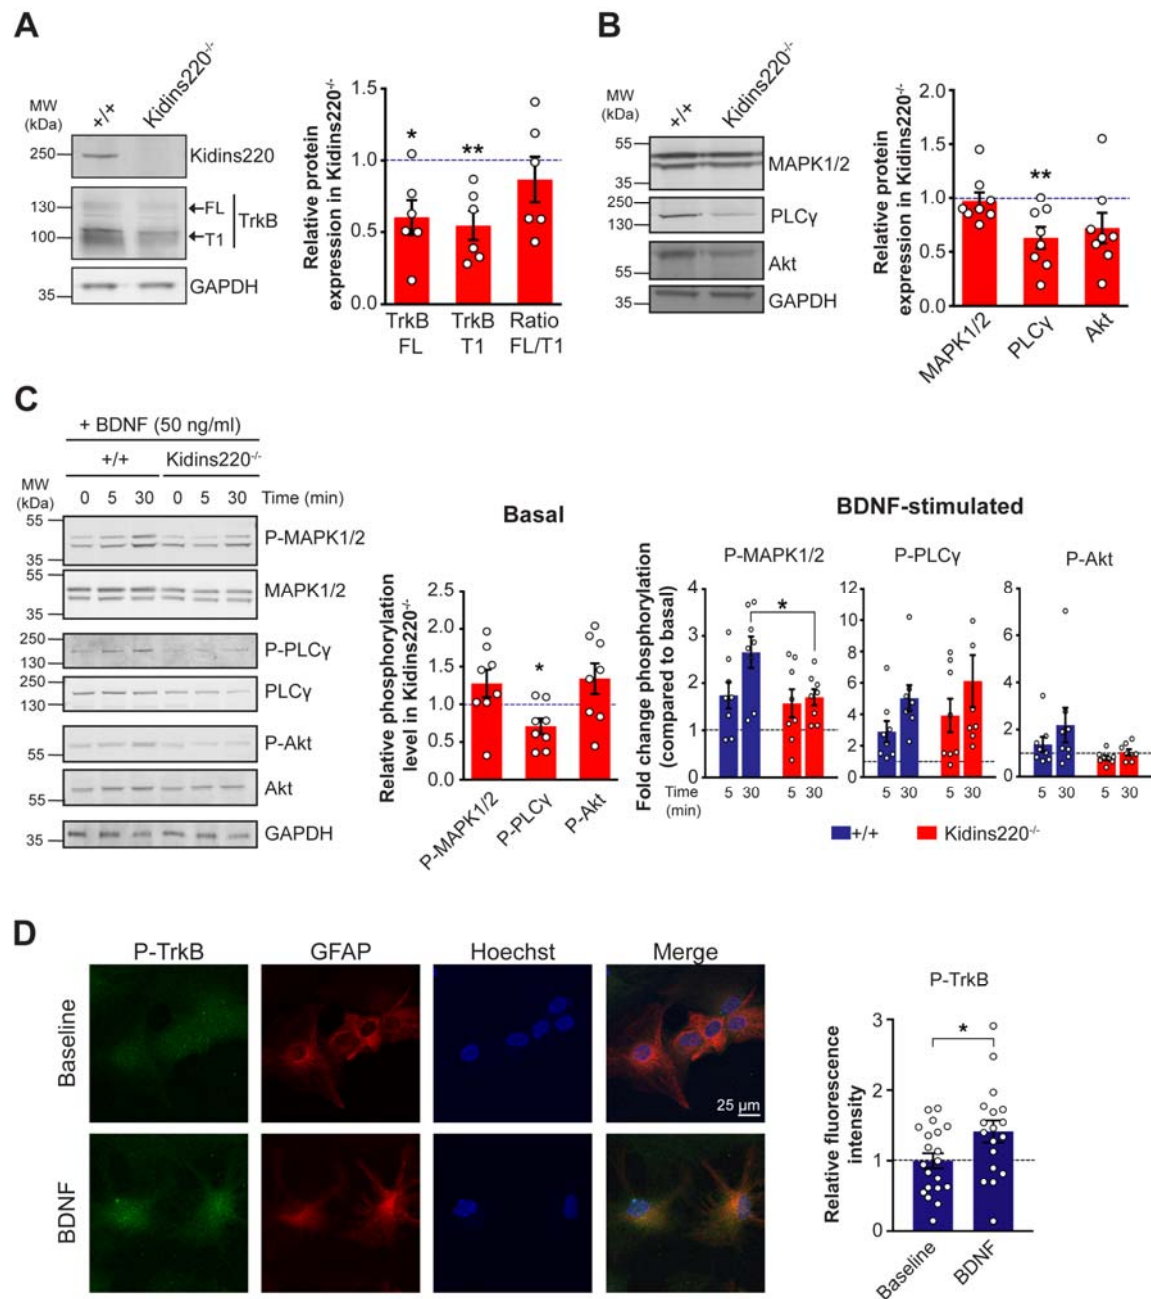 A
MW
(kDa)
+/+
Kidins220-/-
250
Kidins220
130
FL
TrkB
100
T1
35
GAPDH
Relative protein
expression in Kidins220-/-
1.5
1.0
0.5
0.0
*
**
TrkB
FL
TrkB
T1
Ratio
FL/T1
B
MW
(kDa)
+/+
Kidins220-/-
55
35
MAPK1/2
250
130
PLCγ
55
Akt
35
GAPDH
Relative protein
expression in Kidins220-/-
2.0
1.5
1.0
0.5
0.0
**
MAPK1/2
PLCγ
Akt
C
+ BDNF (50 ng/ml)
+/+
Kidins220-/-
MW
(kDa)
0 5 30 0 5 30 Time (min)
55
35
P-MAPK1/2
55
35
MAPK1/2
250
130
P-PLCγ
250
130
PLCγ
55
P-Akt
55
Akt
35
GAPDH
Basal
Relative phosphorylation
level in Kidins220-/-
2.5
2.0
1.5
1.0
0.5
0.0
*
P-MAPK1/2
P-PLCγ
P-Akt
BDNF-stimulated
Fold change phosphorylation
(compared to basal)
P-MAPK1/2
4
3
2
1
0
*
Time
(min)
5 30 5 30
P-PLCγ
12
10
8
6
4
2
0
5 30 5 30
P-Akt
8
6
4
2
0
5 30 5 30
+/+
Kidins220-/-
D
P-TrkB
GFAP
Hoechst
Merge
Baseline
25 µm
BDNF
P-TrkB
Relative fluorescence
intensity
3
2
1
0
*
Baseline
BDNF